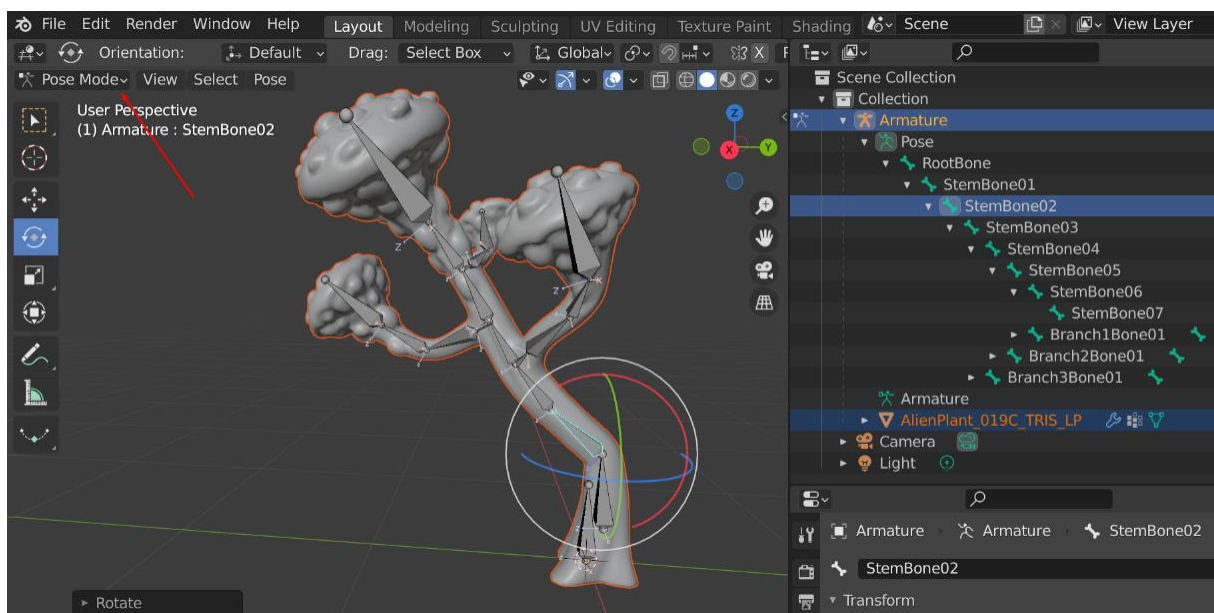 File Edit Render Window Help Layout Modeling Sculpting UV Editing Texture Paint Shading Scene View Layer
Orientation: Default Drag: Select Box Global X
Pose Mode View Select Pose
User Perspective
(1) Armature : StemBone02
Z
X
Y
Rotate
Scene Collection
Collection
Armature
Pose
RootBone
StemBone01
StemBone02
StemBone03
StemBone04
StemBone05
StemBone06
StemBone07
Branch1Bone01
Branch2Bone01
Branch3Bone01
Armature
AlienPlant_019C_TRIS_LP
Camera
Light
Armature Armature StemBone02
StemBone02
Transform